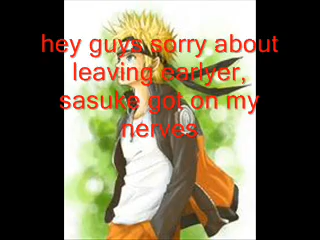 hey guys sorry about
leaving earlyer,
sasuke got on my
nerves